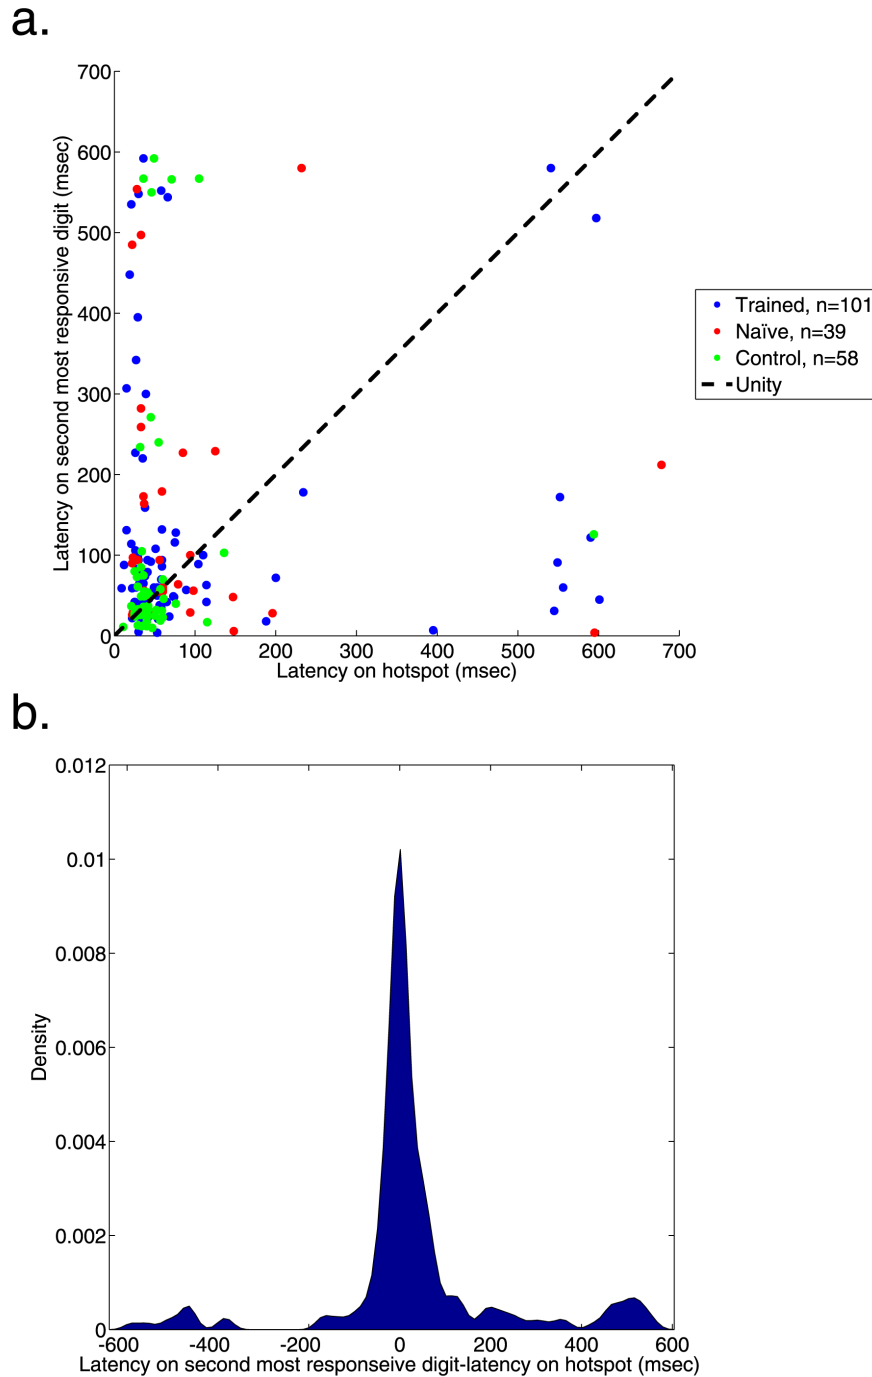 a.
700
600
500
400
300
200
100
0
Latency on second most responsive digit (msec)
0 100 200 300 400 500 600 700
Latency on hotspot (msec)
Trained, n=101
Naïve, n=39
Control, n=58
Unity
b.
0.012
0.01
0.008
0.006
0.004
0.002
0
Density
-600 -400 -200 0 200 400 600
Latency on second most responseive digit-latency on hotspot (msec)